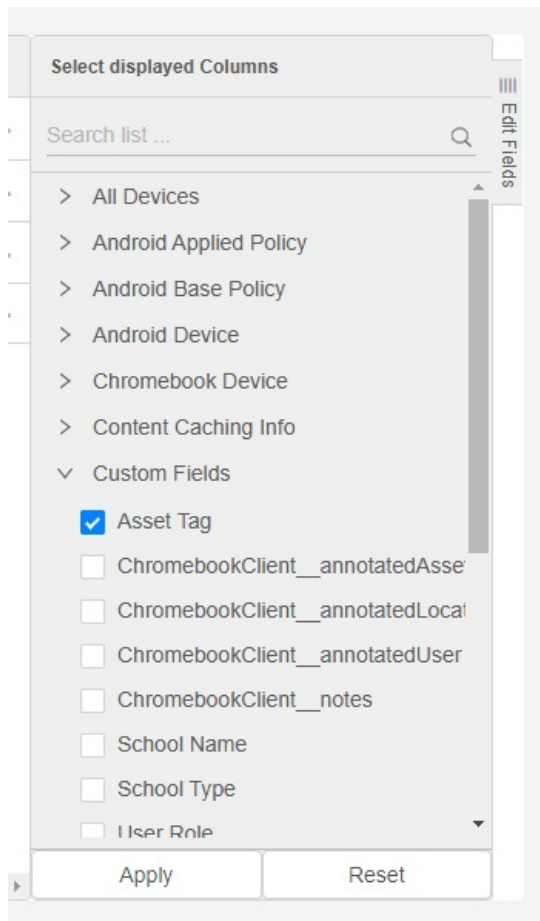 Select displayed Columns
Edit Fields
Search list ...
All Devices
Android Applied Policy
Android Base Policy
Android Device
Chromebook Device
Content Caching Info
Custom Fields
Asset Tag
ChromebookClient__annotatedAsse
ChromebookClient__annotatedLocat
ChromebookClient__annotatedUser
ChromebookClient__notes
School Name
School Type
User Role
Apply Reset